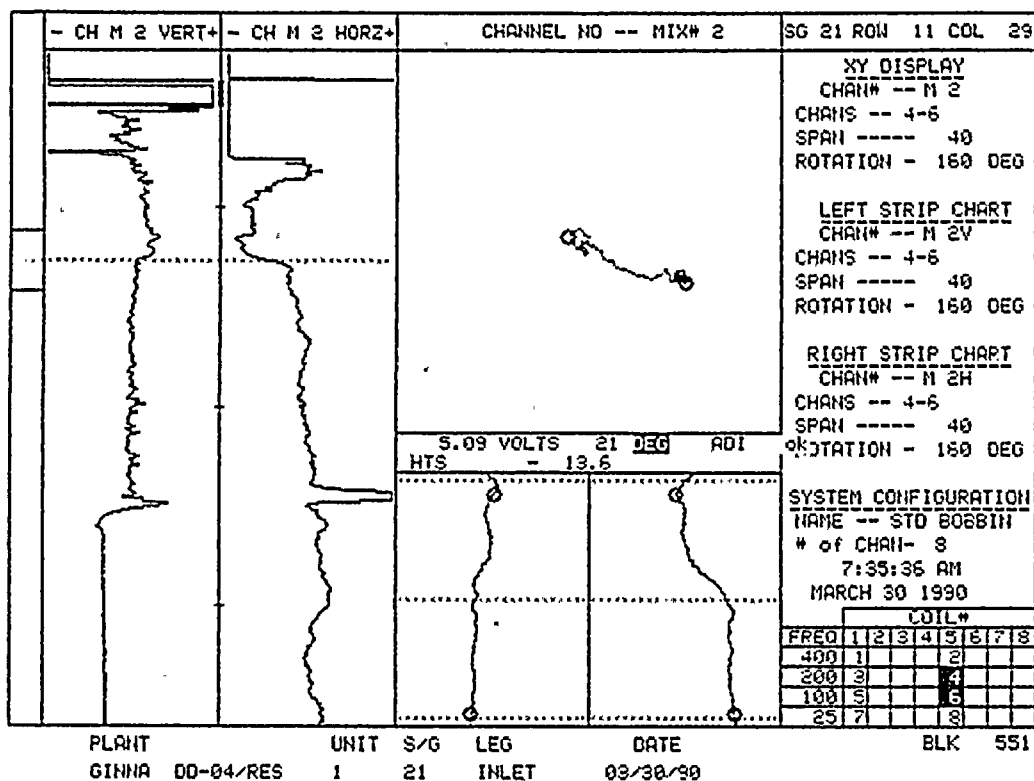 - CH M 2 VERT+ - CH M 2 HORZ+ CHANNEL NO -- MIX# 2 SG 21 ROW 11 COL 29
XY DISPLAY
CHAN# -- M 2
CHANS -- 4-6
SPAN ----- 40
ROTATION - 160 DEG
LEFT STRIP CHART
CHAN# -- M 2V
CHANS -- 4-6
SPAN ----- 40
ROTATION - 160 DEG
RIGHT STRIP CHART
CHAN# -- M 2H
CHANS -- 4-6
SPAN ----- 40
ROTATION - 160 DEG
5.09 VOLTS 21 DEG ADI ok
HTS - 13.6
SYSTEM CONFIGURATION
NAME -- STD BOBBIN
# of CHAN- 8
7:35:36 AM
MARCH 30 1990
COIL#
FREQ 1 2 3 4 5 6 7 8
400 1 2
200 3 4
100 5 6
25 7 8
PLANT UNIT S/G LEG DATE BLK 551
GINNA DD-04/RES 1 21 INLET 03/30/90